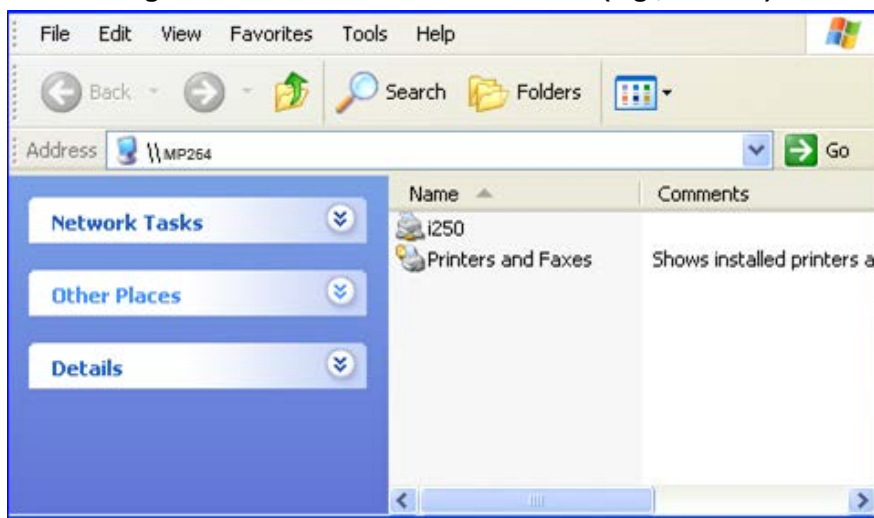 File Edit View Favorites Tools Help
Back Search Folders
Address \\MP264 Go
Name Comments
Network Tasks
i250
Printers and Faxes Shows installed printers a
Other Places
Details